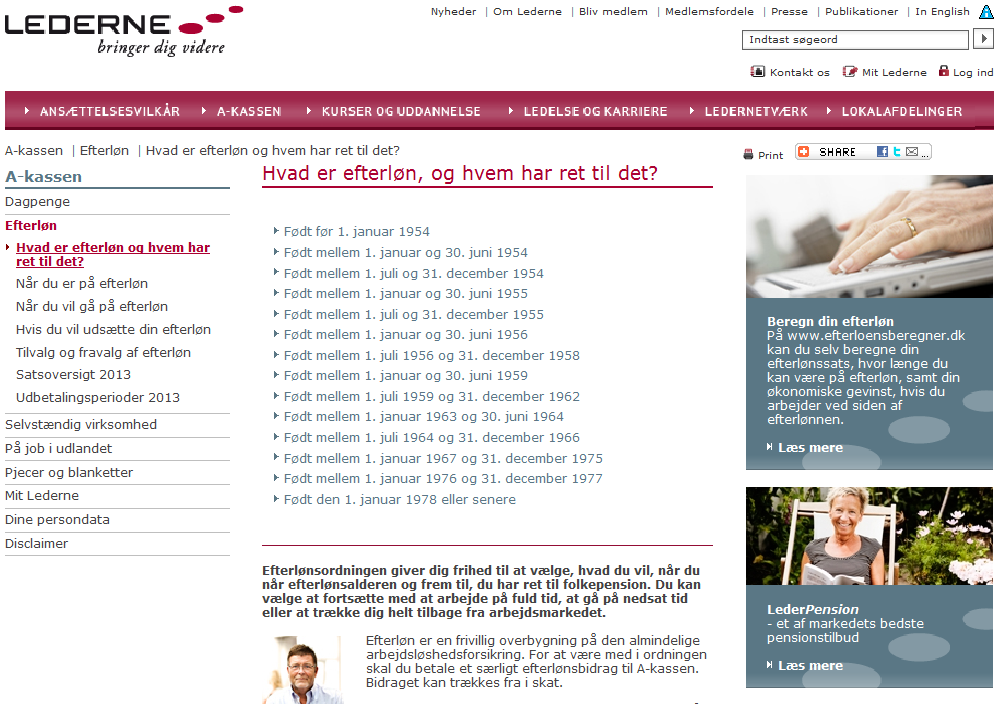 LEDERNE
bringer dig videre
Nyheder | Om Lederne | Bliv medlem | Medlemsfordele | Presse | Publikationer | In English
Indtast søgeord
Kontakt os Mit Lederne Log ind
ANSÆTTELSESVILKÅR A-KASSEN KURSER OG UDDANNELSE LEDELSE OG KARRIERE LEDERNETVÆRK LOKALAFDELINGER
A-kassen | Efterløn | Hvad er efterløn og hvem har ret til det?
Print SHARE ...
A-kassen
Dagpenge
Efterløn
Hvad er efterløn og hvem har
ret til det?
Når du er på efterløn
Når du vil gå på efterløn
Hvis du vil udsætte din efterløn
Tilvalg og fravalg af efterløn
Satsoversigt 2013
Udbetalingsperioder 2013
Selvstændig virksomhed
På job i udlandet
Pjecer og blanketter
Mit Lederne
Dine persondata
Disclaimer
Hvad er efterløn, og hvem har ret til det?
Født før 1. januar 1954
Født mellem 1. januar og 30. juni 1954
Født mellem 1. juli og 31. december 1954
Født mellem 1. januar og 30. juni 1955
Født mellem 1. juli og 31. december 1955
Født mellem 1. januar og 30. juni 1956
Født mellem 1. juli 1956 og 31. december 1958
Født mellem 1. januar og 30. juni 1959
Født mellem 1. juli 1959 og 31. december 1962
Født mellem 1. januar 1963 og 30. juni 1964
Født mellem 1. juli 1964 og 31. december 1966
Født mellem 1. januar 1967 og 31. december 1975
Født mellem 1. januar 1976 og 31. december 1977
Født den 1. januar 1978 eller senere
Efterlønsordningen giver dig frihed til at vælge, hvad du vil, når du
når efterlønsalderen og frem til, du har ret til folkepension. Du kan
vælge at fortsætte med at arbejde på fuld tid, at gå på nedsat tid
eller at trække dig helt tilbage fra arbejdsmarkedet.
Efterløn er en frivillig overbygning på den almindelige
arbejdsløshedsforsikring. For at være med i ordningen
skal du betale et særligt efterlønsbidrag til A-kassen.
Bidraget kan trækkes fra i skat.
Beregn din efterløn
På www.efterloensberegner.dk
kan du selv beregne din
efterlønssats, hvor længe du
kan være på efterløn, samt din
økonomiske gevinst, hvis du
arbejder ved siden af
efterlønnen.
Læs mere
LederPension
- et af markedets bedste
pensionstilbud
Læs mere